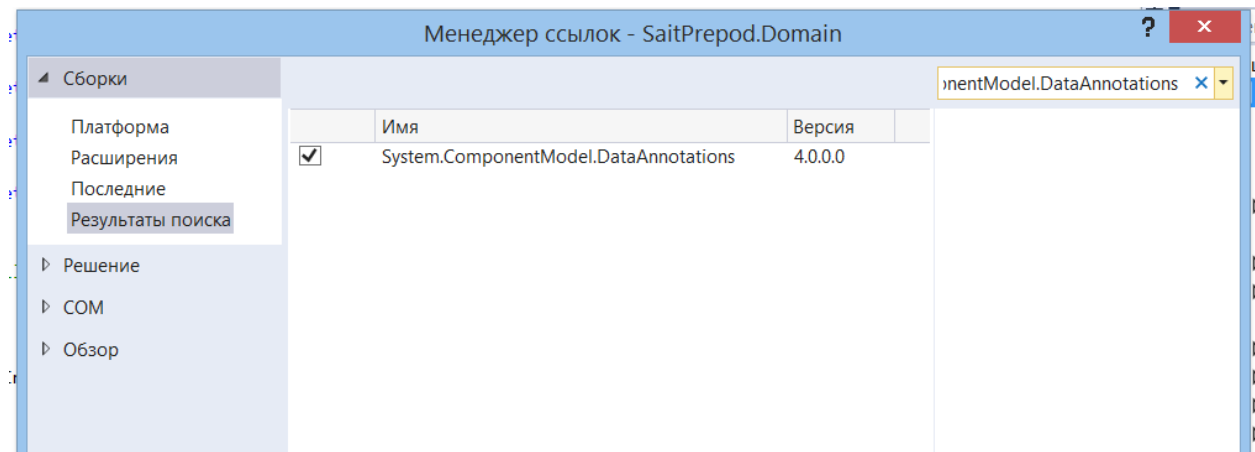 Менеджер ссылок - SaitPrepod.Domain
? x
Сборки
nentModel.DataAnnotations ×
Платформа
Расширения
Последние
Результаты поиска
Решение
COM
Обзор
Имя Версия
System.ComponentModel.DataAnnotations 4.0.0.0